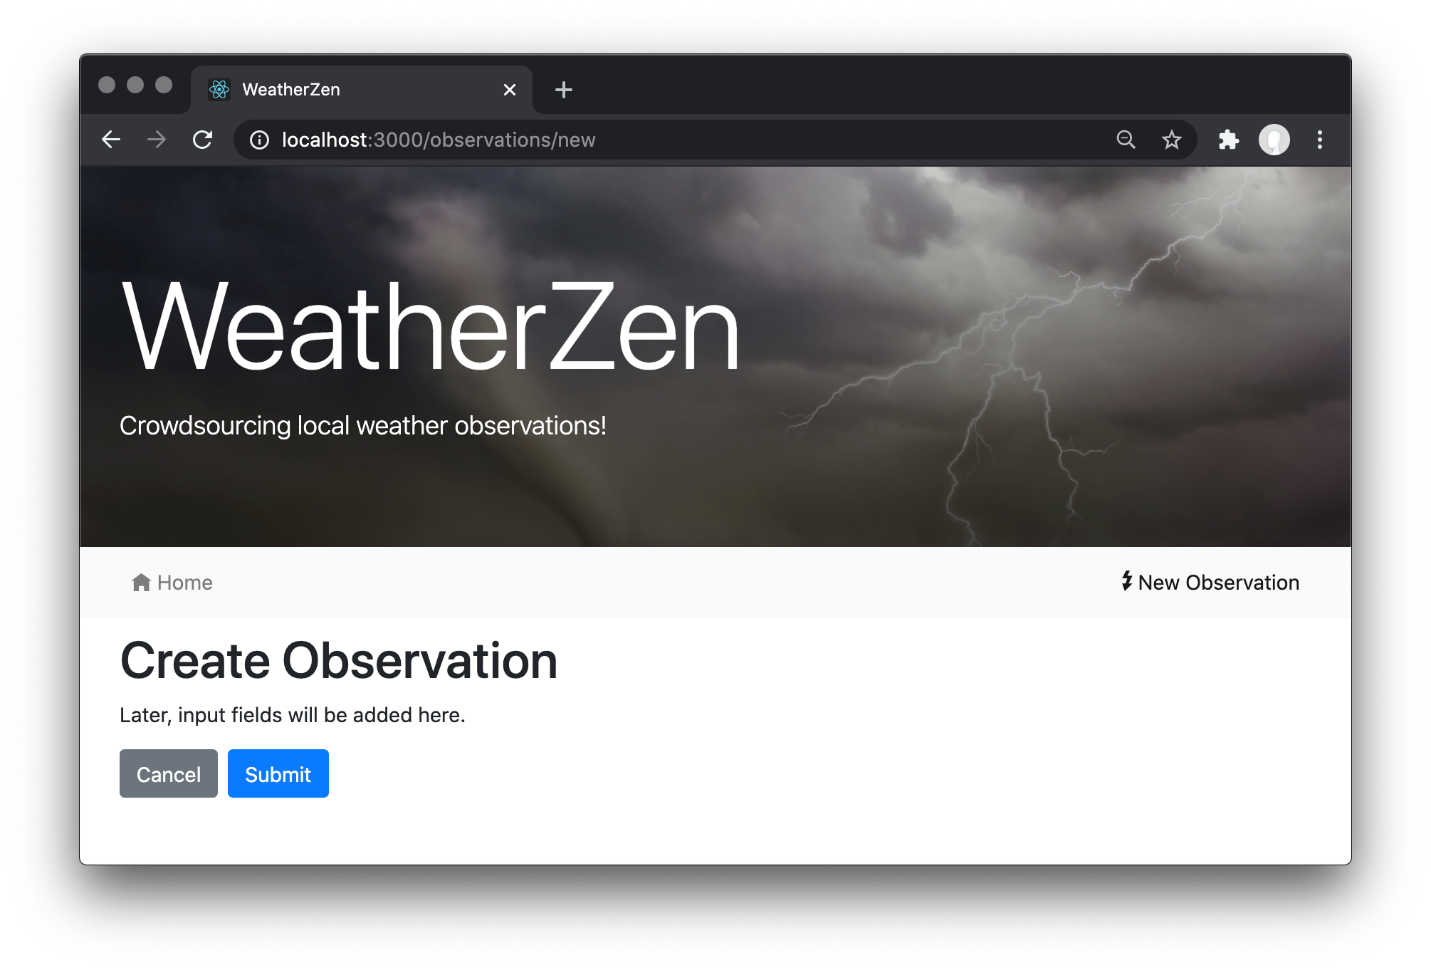 WeatherZen
localhost:3000/observations/new
WeatherZen
Crowdsourcing local weather observations!
Home
New Observation
Create Observation
Later, input fields will be added here.
Cancel
Submit